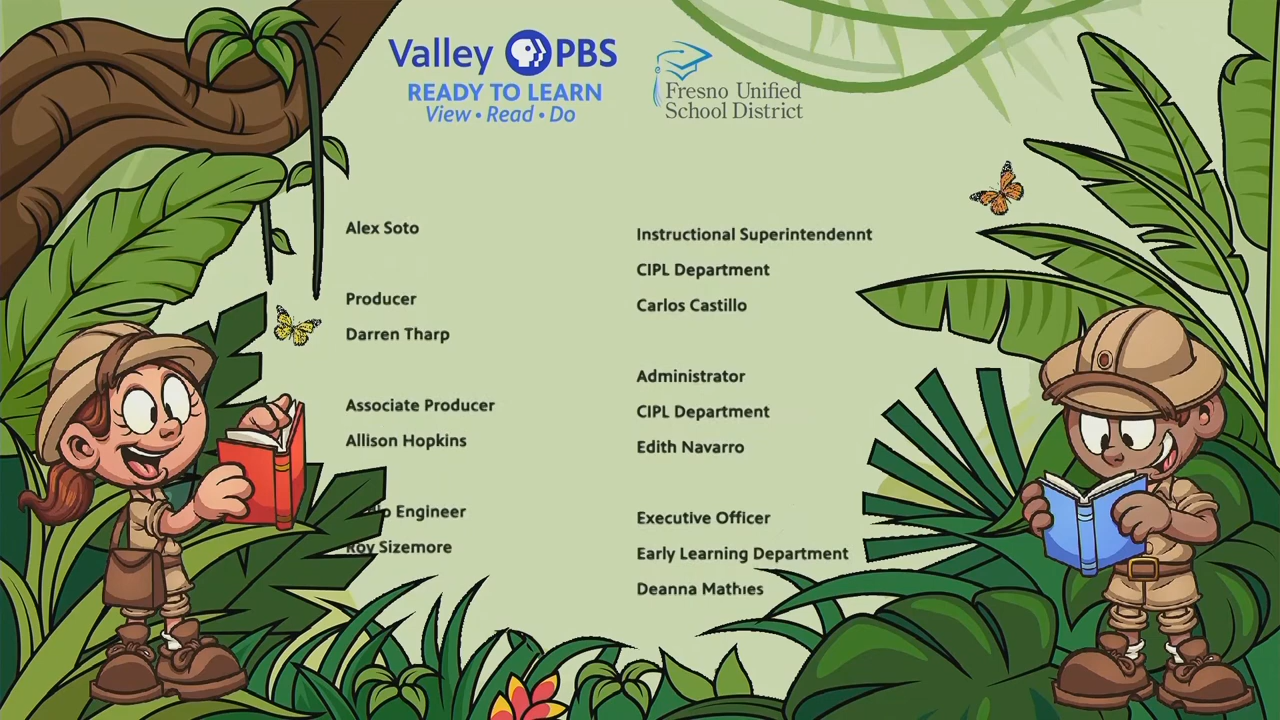 Valley PBS
READY TO LEARN
View • Read • Do
Fresno Unified
School District
Alex Soto
Producer
Darren Tharp
Associate Producer
Allison Hopkins
Engineer
Roy Sizemore
Instructional Superintendennt
CIPL Department
Carlos Castillo
Administrator
CIPL Department
Edith Navarro
Executive Officer
Early Learning Department
Deanna Mathies